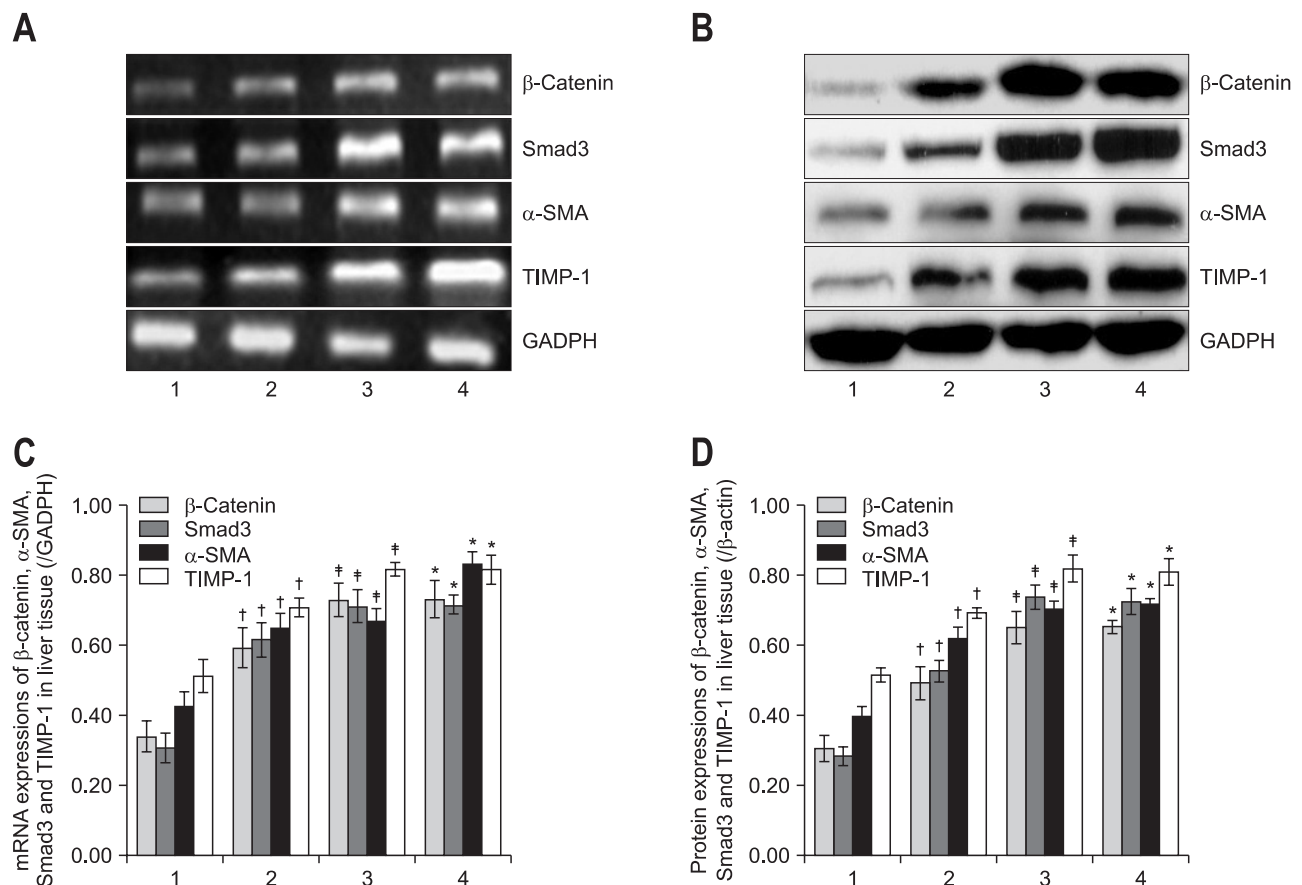 A
β-Catenin
Smad3
α-SMA
TIMP-1
GADPH
1 2 3 4
B
β-Catenin
Smad3
α-SMA
TIMP-1
GADPH
1 2 3 4
C
mRNA expressions of β-catenin, α-SMA,
Smad3 and TIMP-1 in liver tissue (/GADPH)
1.00
0.80
0.60
0.40
0.20
0.00
β-Catenin
Smad3
α-SMA
TIMP-1
† † † †
‡ ‡ ‡ ‡
* * * *
1 2 3 4
D
Protein expressions of β-catenin, α-SMA,
Smad3 and TIMP-1 in liver tissue (/β-actin)
1.00
0.80
0.60
0.40
0.20
0.00
β-Catenin
Smad3
α-SMA
TIMP-1
† † † †
‡ ‡ ‡ ‡
* * * *
1 2 3 4